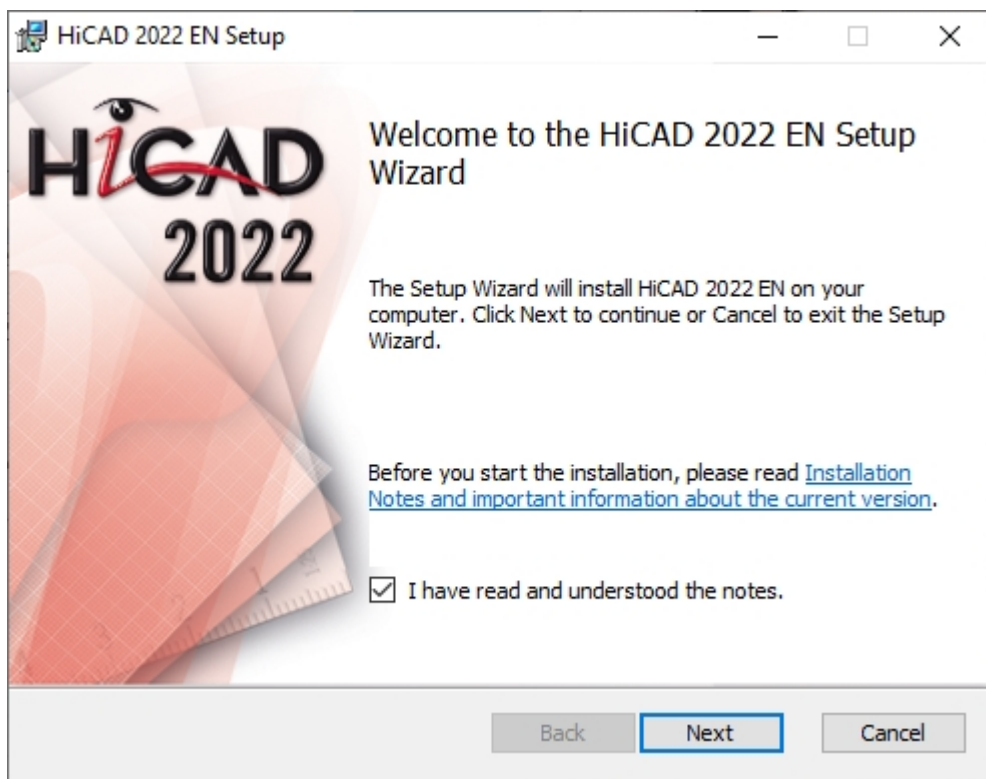 HiCAD 2022 EN Setup
HiCAD
2022
Welcome to the HiCAD 2022 EN Setup
Wizard
The Setup Wizard will install HiCAD 2022 EN on your
computer. Click Next to continue or Cancel to exit the Setup
Wizard.
Before you start the installation, please read Installation
Notes and important information about the current version.
I have read and understood the notes.
Back Next Cancel